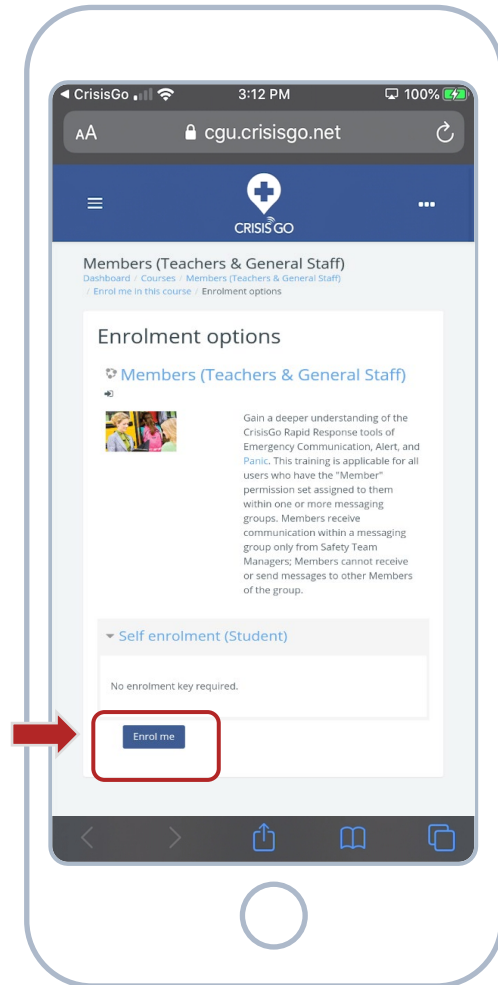 CrisisGo 3:12 PM 100%
AA cgu.crisisgo.net
CRISIS GO
Members (Teachers & General Staff)
Dashboard / Courses / Members (Teachers & General Staff)
/ Enrol me in this course / Enrolment options
Enrolment options
Members (Teachers & General Staff)
Gain a deeper understanding of the
CrisisGo Rapid Response tools of
Emergency Communication, Alert, and
Panic. This training is applicable for all
users who have the "Member"
permission set assigned to them
within one or more messaging
groups. Members receive
communication within a messaging
group only from Safety Team
Managers; Members cannot receive
or send messages to other Members
of the group.
Self enrolment (Student)
No enrolment key required.
Enrol me